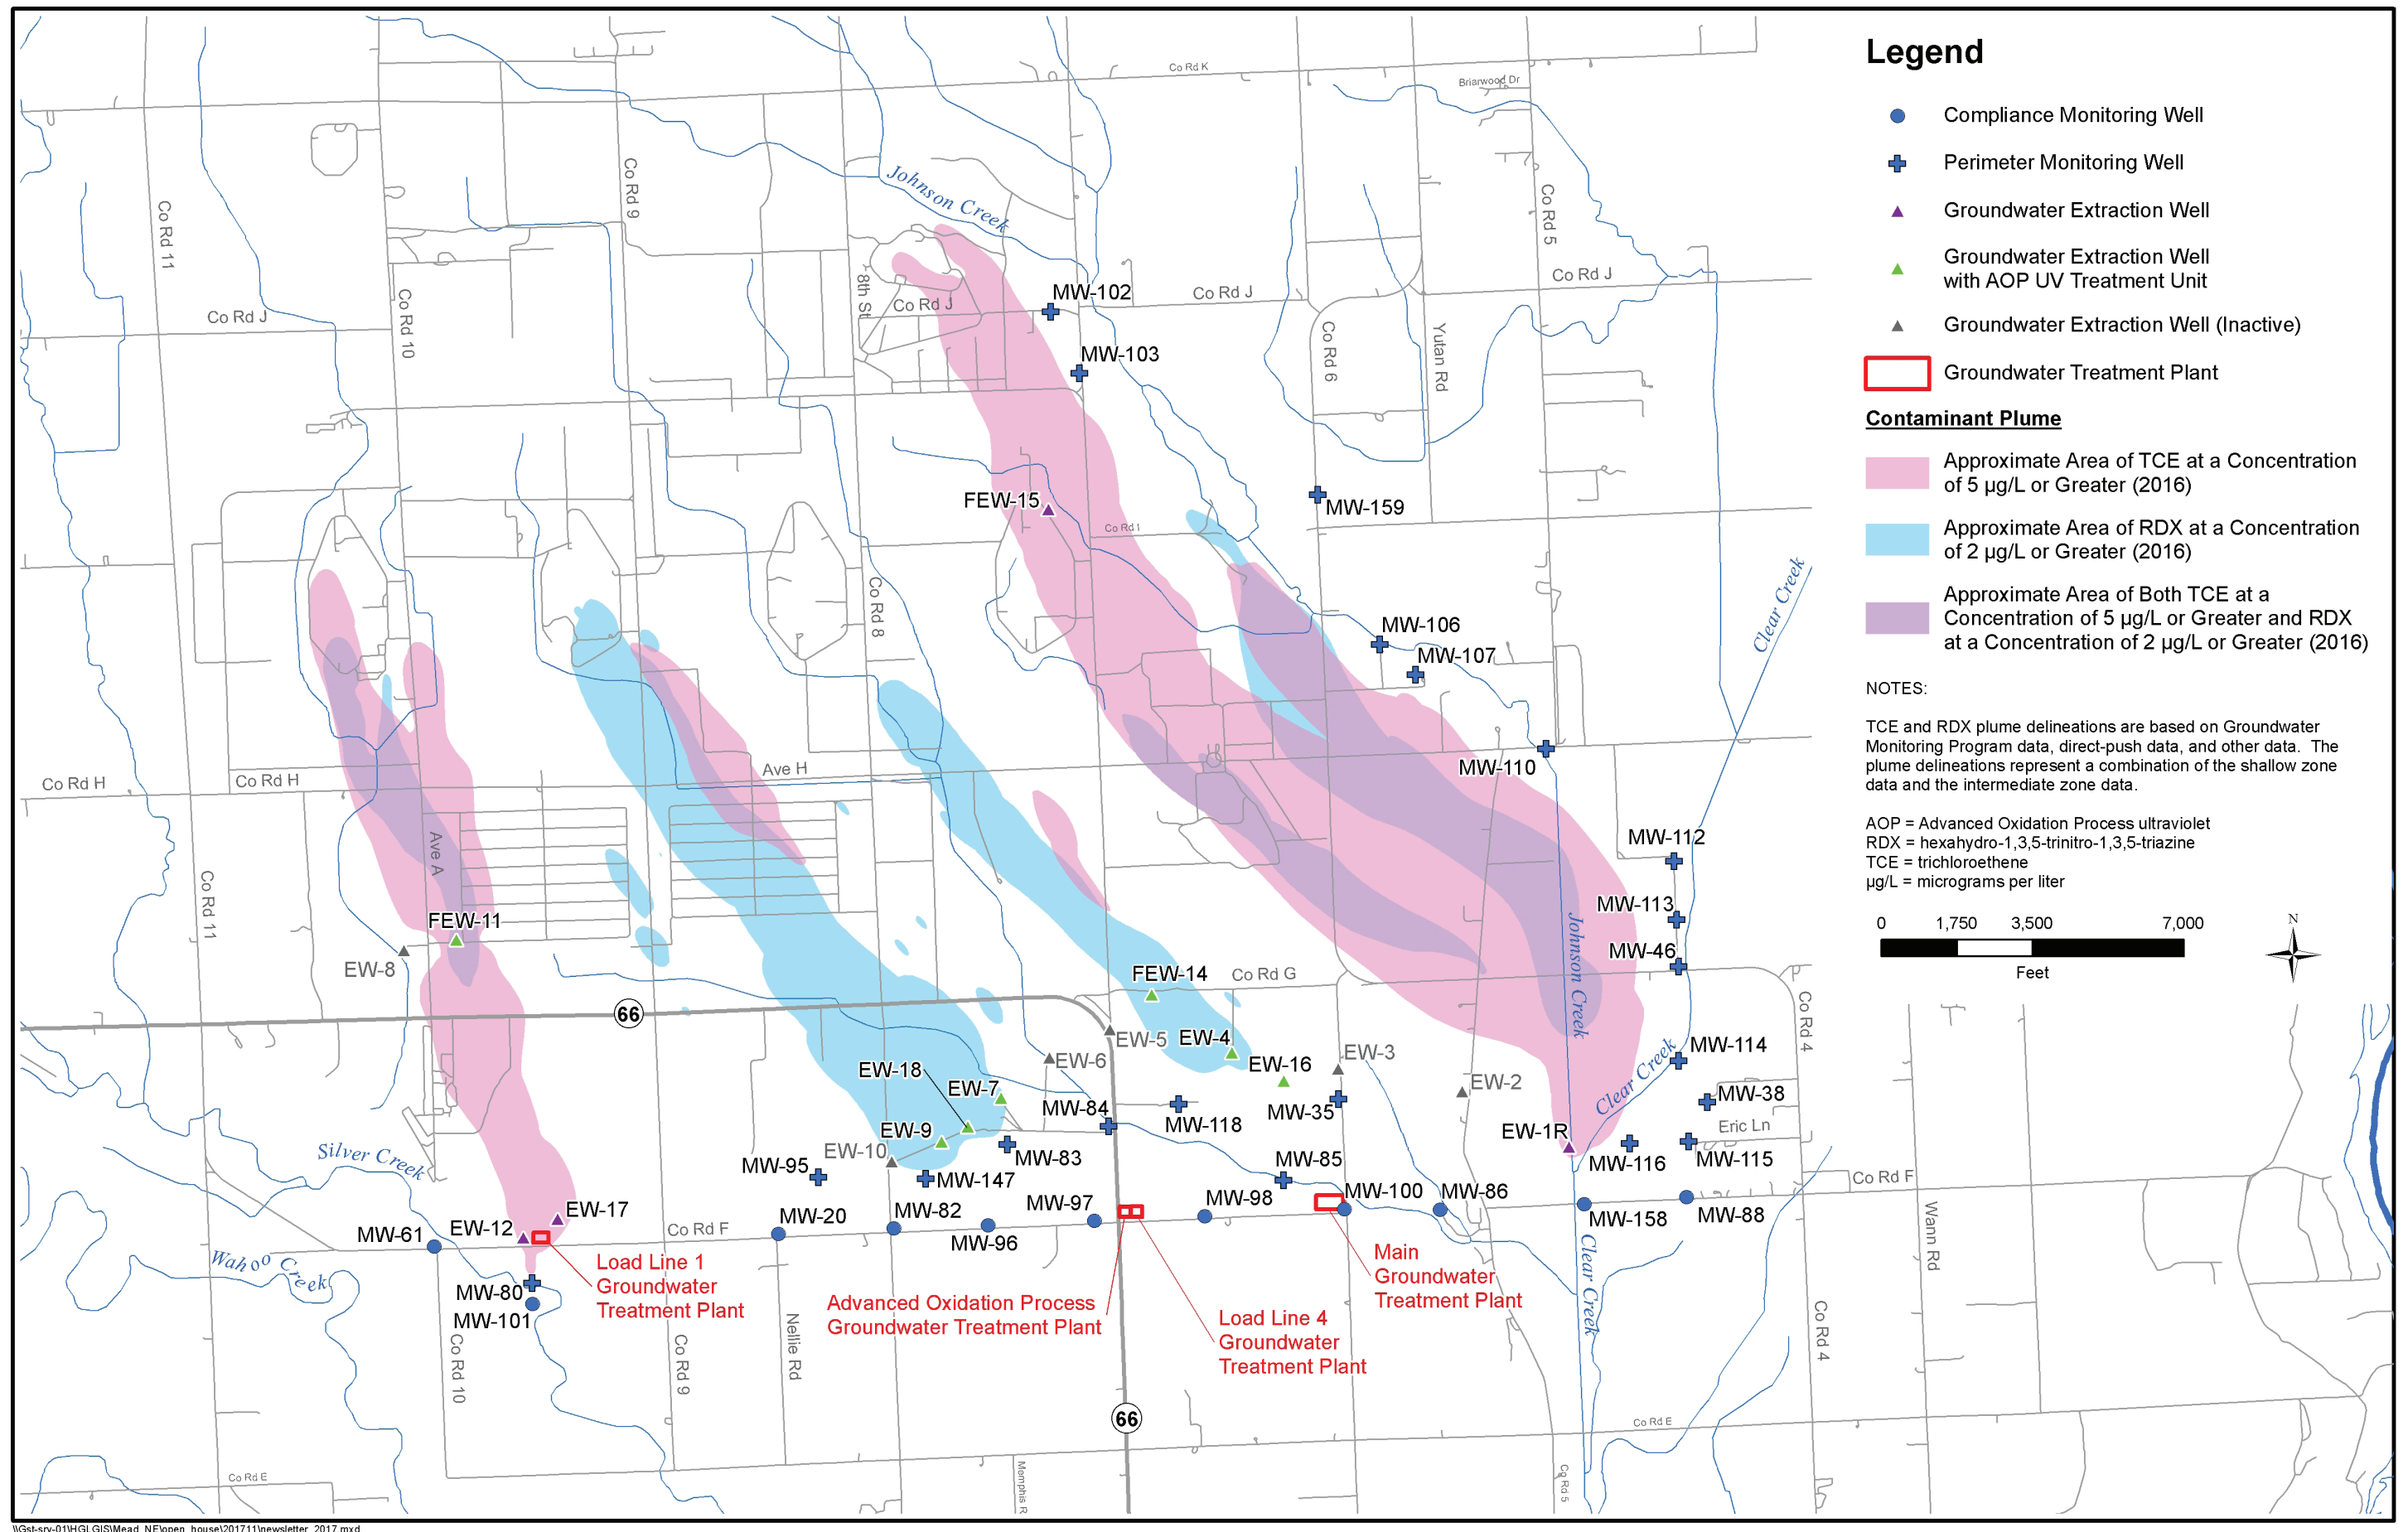 Co Rd K
Briarwood Dr
Johnson Creek
Co Rd 9
Co Rd 11
Co Rd 5
Co Rd J
Co Rd J
Co Rd J
Co Rd J
8th St
Co Rd 10
Co Rd 6
Yutan Rd
MW-102
MW-103
FEW-15
Co Rd I
MW-159
Clear Creek
Co Rd 8
MW-106
MW-107
MW-110
Co Rd H
Co Rd H
Ave H
Ave A
Co Rd 11
MW-112
MW-113
MW-46
FEW-11
EW-8
FEW-14
Co Rd G
Johnson Creek
66
EW-5
EW-4
EW-6
EW-3
EW-16
EW-18
EW-7
EW-2
Clear Creek
MW-114
Co Rd 4
MW-38
Eric Ln
MW-84
MW-118
MW-35
EW-9
EW-10
EW-1R
MW-116
MW-115
Silver Creek
MW-95
MW-83
MW-147
MW-85
Co Rd F
EW-17
EW-12
MW-61
Co Rd F
MW-20
MW-82
MW-96
MW-97
MW-98
MW-100
MW-86
MW-158
MW-88
Wann Rd
Wahoo Creek
MW-80
MW-101
Load Line 1
Groundwater
Treatment Plant
Advanced Oxidation Process
Groundwater Treatment Plant
Load Line 4
Groundwater
Treatment Plant
Main
Groundwater
Treatment Plant
Clear Creek
Co Rd 10
Co Rd 9
Nellie Rd
Co Rd 4
66
Co Rd E
Co Rd E
Memphis R
Co Rd 5
Legend
Compliance Monitoring Well
Perimeter Monitoring Well
Groundwater Extraction Well
Groundwater Extraction Well
with AOP UV Treatment Unit
Groundwater Extraction Well (Inactive)
Groundwater Treatment Plant
Contaminant Plume
Approximate Area of TCE at a Concentration
of 5 µg/L or Greater (2016)
Approximate Area of RDX at a Concentration
of 2 µg/L or Greater (2016)
Approximate Area of Both TCE at a
Concentration of 5 µg/L or Greater and RDX
at a Concentration of 2 µg/L or Greater (2016)
NOTES:
TCE and RDX plume delineations are based on Groundwater
Monitoring Program data, direct-push data, and other data. The
plume delineations represent a combination of the shallow zone
data and the intermediate zone data.
AOP = Advanced Oxidation Process ultraviolet
RDX = hexahydro-1,3,5-trinitro-1,3,5-triazine
TCE = trichloroethene
µg/L = micrograms per liter
0 1,750 3,500 7,000
Feet
N
\\Gst-srv-01\HGLGIS\Mead_NE\open_house\201711\newsletter_2017.mxd